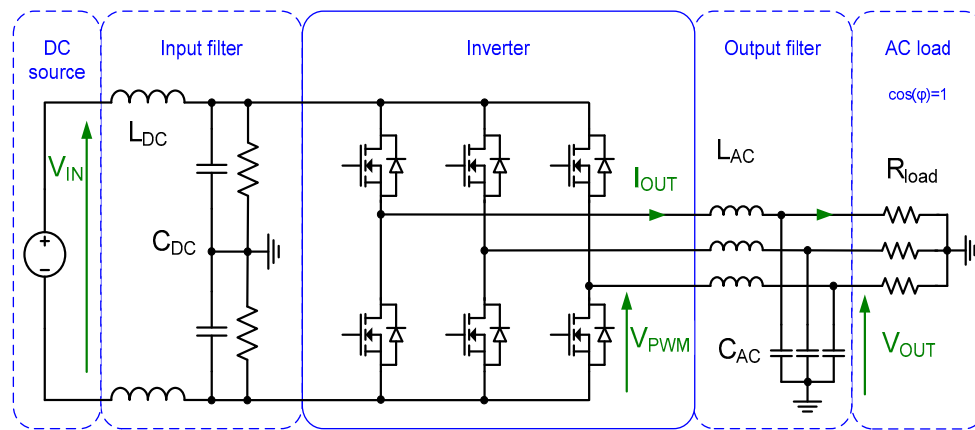 DC
source
Input filter
Inverter
Output filter
AC load
cos(φ)=1
L_DC
V_IN
C_DC
+
−
I_OUT
V_PWM
L_AC
C_AC
R_load
V_OUT